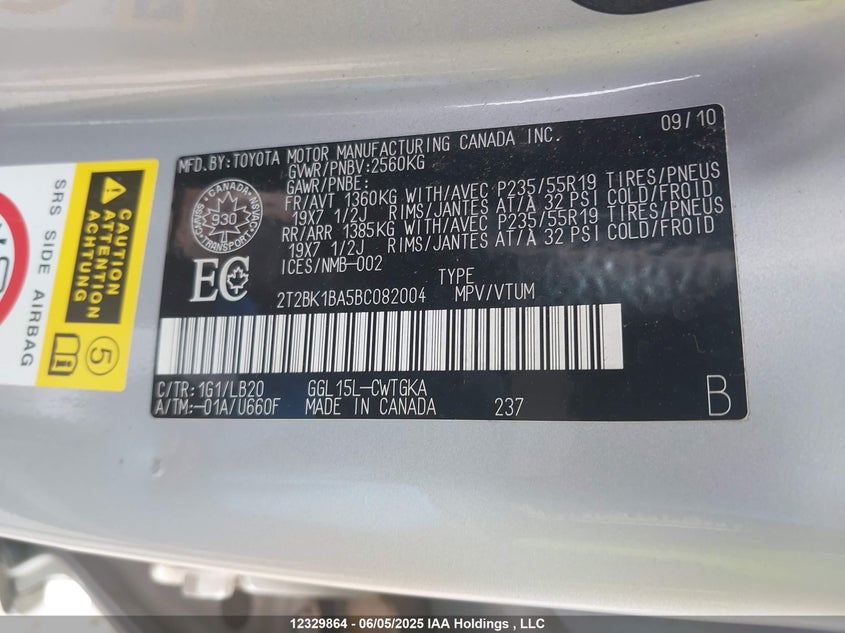 MFD.BY:TOYOTA MOTOR MANUFACTURING CANADA INC. 09/10
GVWR/PNBV:2560KG
GAWR/PNBE:
FR/AVT 1360KG WITH/AVEC P235/55R19 TIRES/PNEUS
19X7 1/2J RIMS/JANTES AT/À 32 PSI COLD/FROID
RR/ARR 1385KG WITH/AVEC P235/55R19 TIRES/PNEUS
19X7 1/2J RIMS/JANTES AT/À 32 PSI COLD/FROID
ICES/NMB-002
TYPE
2T2BK1BA5BC082004 MPV/VTUM
CANADA
930
TRANSPORT
EC
C/TR:1G1/LB20 GGL15L-CWTGKA
A/TM:-01A/U660F MADE IN CANADA 237 B
CAUTION
ACHTUNG
ATTENTION
SRS SIDE AIRBAG
5
12329864 - 06/05/2025 IAA Holdings , LLC